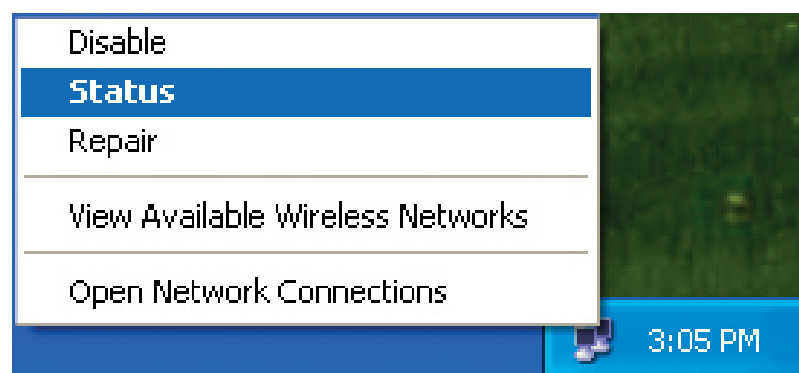 Disable
Status
Repair
View Available Wireless Networks
Open Network Connections
3:05 PM